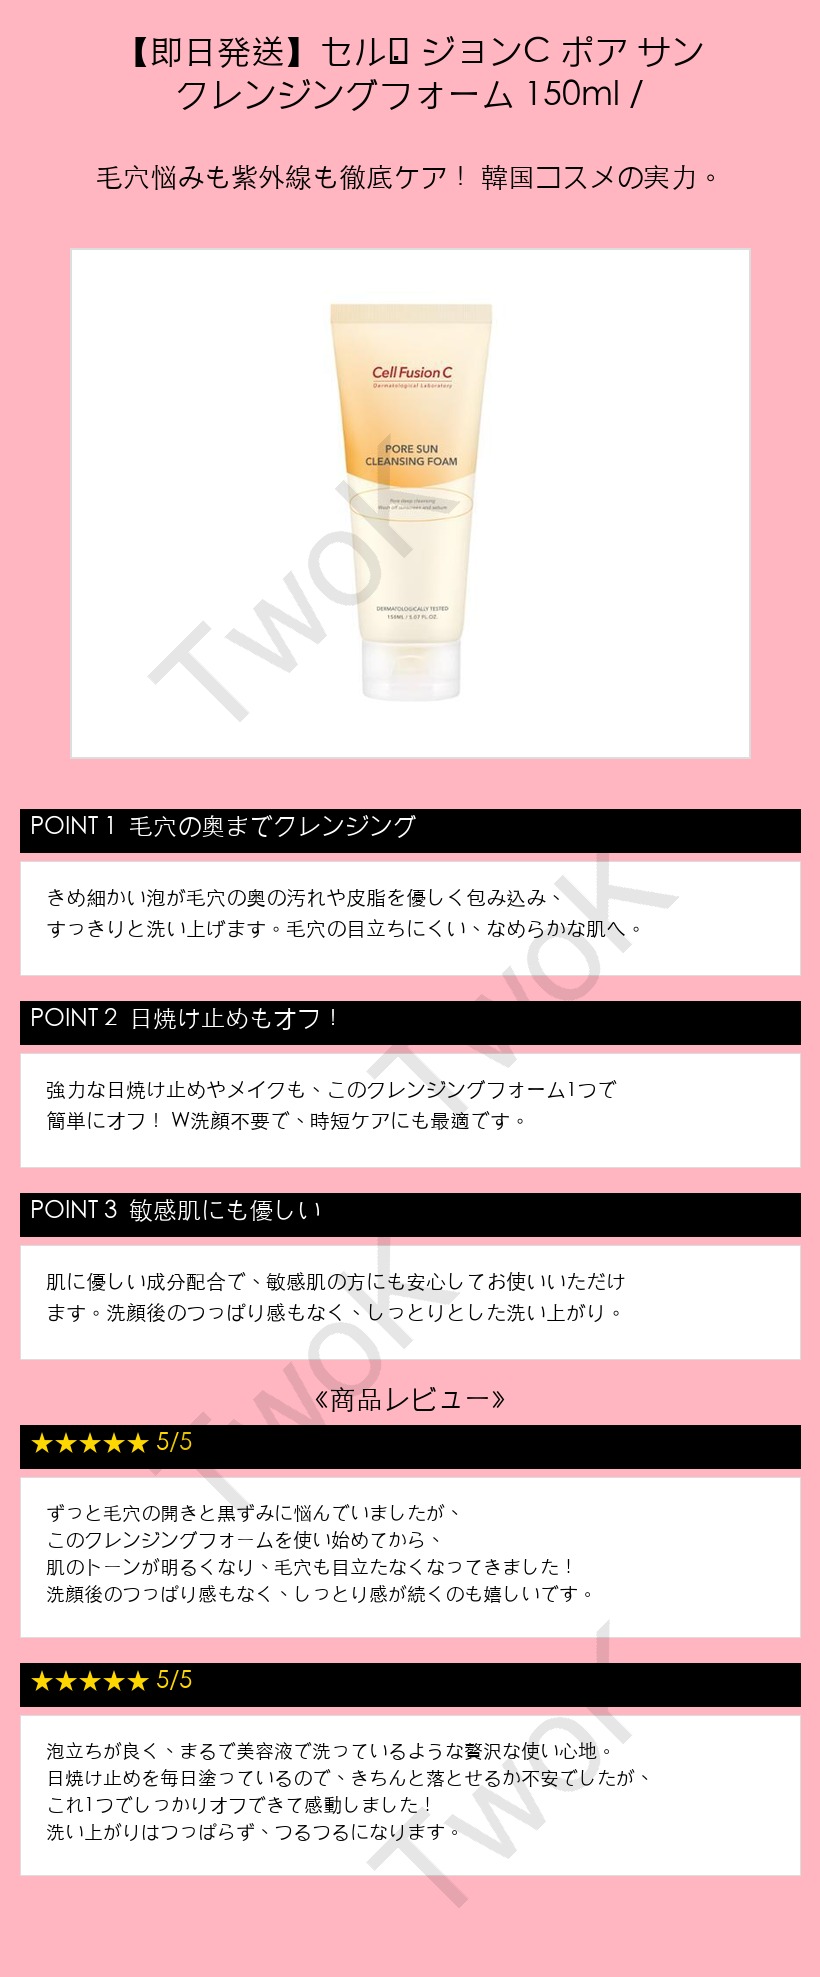 【即日発送】セル ジョンC ポア サン
クレンジングフォーム 150ml /
毛穴悩みも紫外線も徹底ケア！ 韓国コスメの実力。
Cell Fusion C
Dermatological Laboratory
PORE SUN
CLEANSING FOAM
Pore deep cleansing
Wash off sunscreen and sebum
DERMATOLOGICALLY TESTED
150ML / 5.07 FL.OZ.
TwoK
POINT 1 毛穴の奥までクレンジング
きめ細かい泡が毛穴の奥の汚れや皮脂を優しく包み込み、
すっきりと洗い上げます。毛穴の目立ちにくい、なめらかな肌へ。
TwoK
POINT 2 日焼け止めもオフ！
強力な日焼け止めやメイクも、このクレンジングフォーム1つで
簡単にオフ！ W洗顔不要で、時短ケアにも最適です。
POINT 3 敏感肌にも優しい
肌に優しい成分配合で、敏感肌の方にも安心してお使いいただけ
ます。洗顔後のつっぱり感もなく、しっとりとした洗い上がり。
TwoK
《商品レビュー》
★★★★★ 5/5
ずっと毛穴の開きと黒ずみに悩んでいましたが、
このクレンジングフォームを使い始めてから、
肌のトーンが明るくなり、毛穴も目立たなくなってきました！
洗顔後のつっぱり感もなく、しっとり感が続くのも嬉しいです。
★★★★★ 5/5
泡立ちが良く、まるで美容液で洗っているような贅沢な使い心地。
日焼け止めを毎日塗っているので、きちんと落とせるか不安でしたが、
これ1つでしっかりオフできて感動しました！
洗い上がりはつっぱらず、つるつるになります。
TwoK